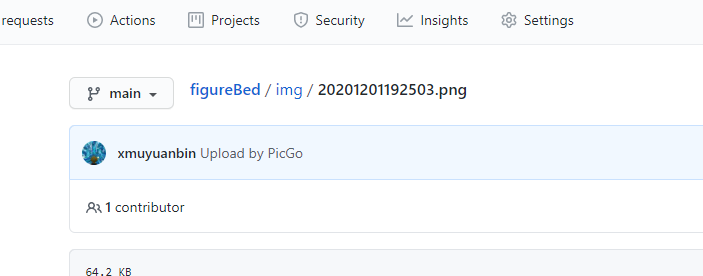 requests Actions Projects Security Insights Settings
main figureBed / img / 20201201192503.png
xmuyuanbin Upload by PicGo
1 contributor
64.2 KB